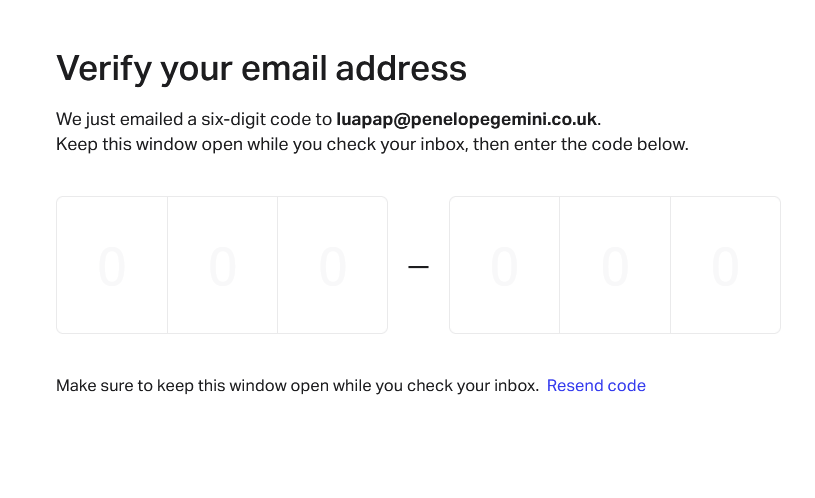 Verify your email address
We just emailed a six-digit code to luapap@penelopegemini.co.uk.
Keep this window open while you check your inbox, then enter the code below.
0 0 0 – 0 0 0
Make sure to keep this window open while you check your inbox. Resend code